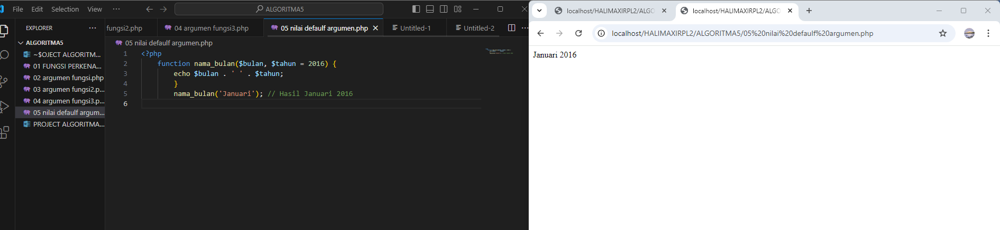 File Edit Selection View ... ALGORITMA5
EXPLORER ...
fungsi2.php 04 argumen fungsi3.php 05 nilai defaulf argumen.php Untitled-1 Untitled-2 ...
ALGORITMA5
~$OJECT ALGORITM...
01 FUNGSI PERKENA...
02 argumen fungsi.php
03 argumen fungsi2.p...
04 argumen fungsi3.p...
05 nilai defaulf argum...
PROJECT ALGORITMA...
05 nilai defaulf argumen.php
1 <?php
2 function nama_bulan($bulan, $tahun = 2016) {
3 echo $bulan . ' ' . $tahun;
4 }
5 nama_bulan('Januari'); // Hasil Januari 2016
6
localhost/HALIMAXIRPL2/ALGO localhost/HALIMAXIRPL2/ALGO
localhost/HALIMAXIRPL2/ALGORITMA5/05%20nilai%20defaulf%20argumen.php
Januari 2016